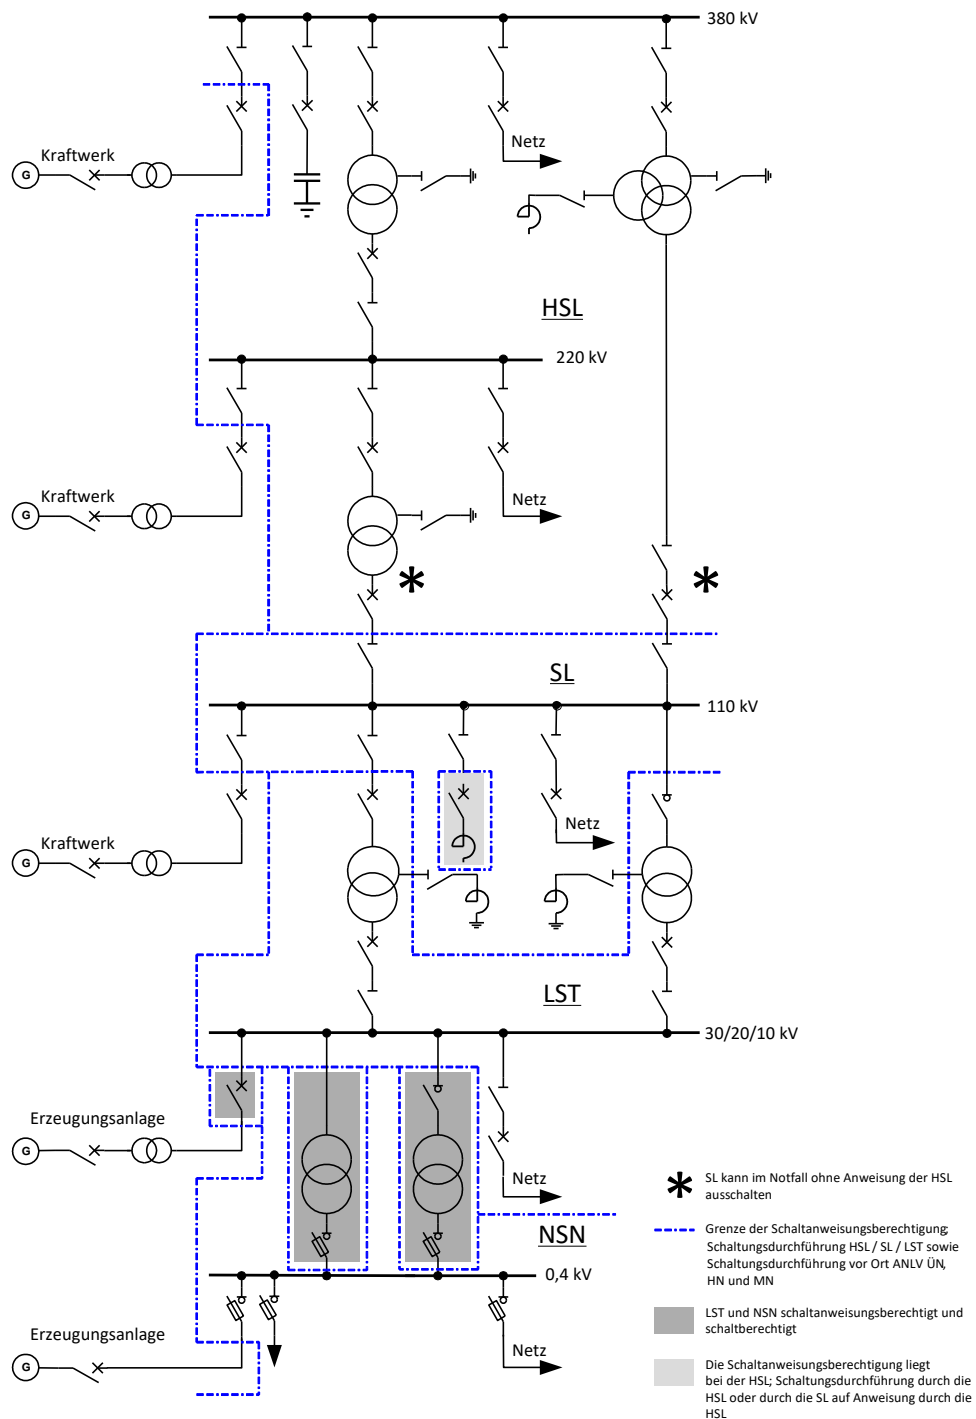 380 kV
Netz
Kraftwerk
G
HSL
220 kV
Kraftwerk
Netz
G
*
*
SL
110 kV
Netz
Kraftwerk
G
LST
30/20/10 kV
Erzeugungsanlage
G
Netz
NSN
0,4 kV
Erzeugungsanlage
Netz
G
* SL kann im Notfall ohne Anweisung der HSL
ausschalten
Grenze der Schaltanweisungsberechtigung;
Schaltungsdurchführung HSL / SL / LST sowie
Schaltungsdurchführung vor Ort ANLV ÜN,
HN und MN
LST und NSN schaltanweisungsberechtigt und
schaltberechtigt
Die Schaltanweisungsberechtigung liegt
bei der HSL; Schaltungsdurchführung durch die
HSL oder durch die SL auf Anweisung durch die
HSL